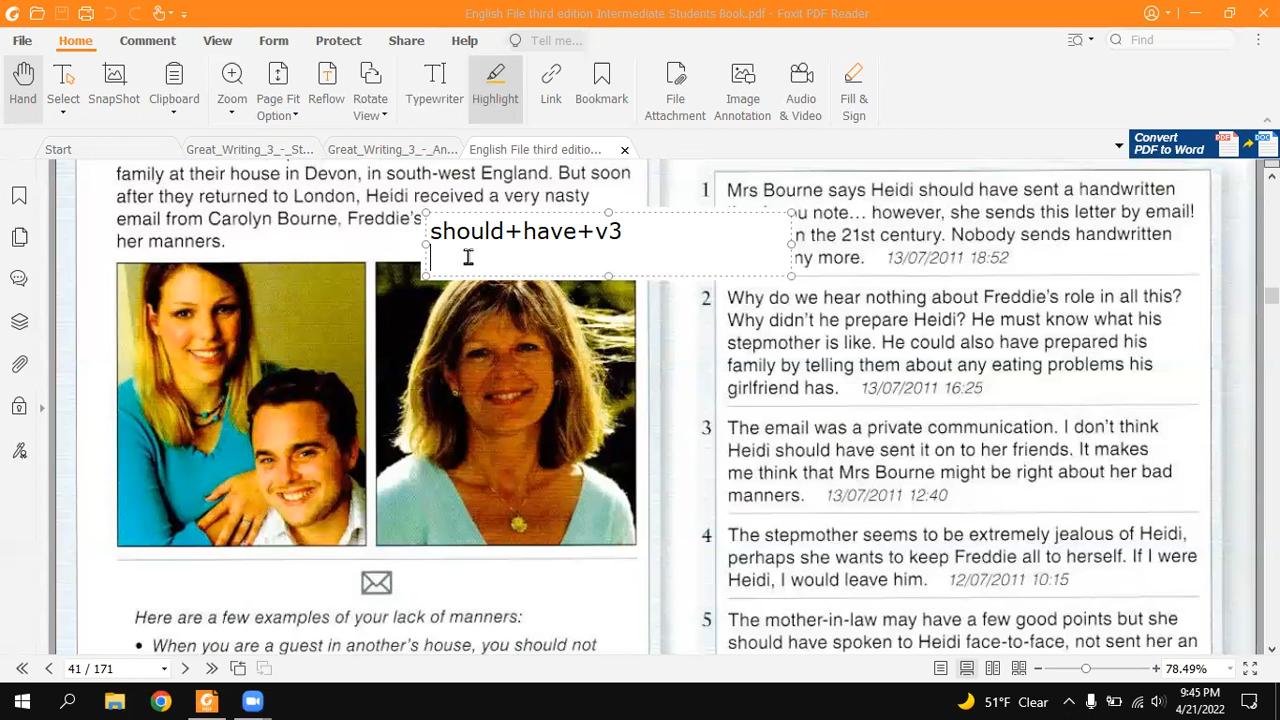 English File third edition Intermediate Students Book.pdf - Foxit PDF Reader
File Home Comment View Form Protect Share Help Tell me... Find
Hand Select SnapShot Clipboard Zoom Page Fit Option Reflow Rotate View Typewriter Highlight Link Bookmark File Attachment Image Annotation Audio & Video Fill & Sign
Start Great_Writing_3_-_St... Great_Writing_3_-_An... English File third edition... Convert PDF to Word PDF DOC
family at their house in Devon, in south-west England. But soon
after they returned to London, Heidi received a very nasty
email from Carolyn Bourne, Freddie's
her manners.
should+have+v3
Here are a few examples of your lack of manners:
• When you are a guest in another's house, you should not
1 Mrs Bourne says Heidi should have sent a handwritten
you note... however, she sends this letter by email!
n the 21st century. Nobody sends handwritten
ny more. 13/07/2011 18:52
2 Why do we hear nothing about Freddie's role in all this?
Why didn't he prepare Heidi? He must know what his
stepmother is like. He could also have prepared his
family by telling them about any eating problems his
girlfriend has. 13/07/2011 16:25
3 The email was a private communication. I don't think
Heidi should have sent it on to her friends. It makes
me think that Mrs Bourne might be right about her bad
manners. 13/07/2011 12:40
4 The stepmother seems to be extremely jealous of Heidi,
perhaps she wants to keep Freddie all to herself. If I were
Heidi, I would leave him. 12/07/2011 10:15
5 The mother-in-law may have a few good points but she
should have spoken to Heidi face-to-face, not sent her an
41 / 171 78.49%
51°F Clear 9:45 PM
4/21/2022